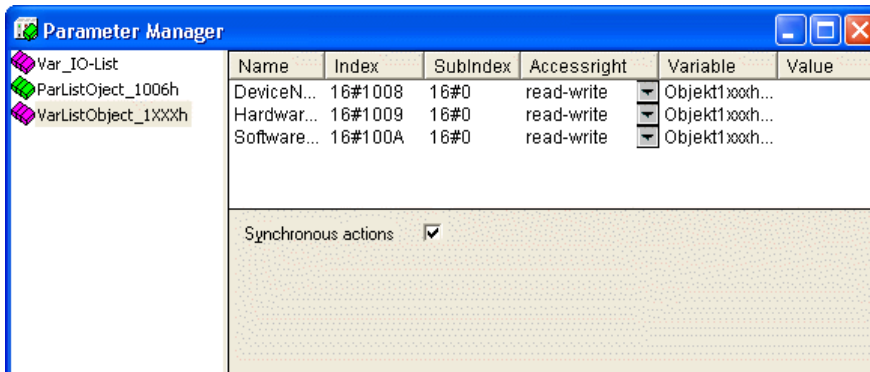 Parameter Manager
Var_IO-List
ParListOject_1006h
VarListObject_1XXXh
Name Index SubIndex Accessright Variable Value
DeviceN... 16#1008 16#0 read-write Objekt1xxxh...
Hardwar... 16#1009 16#0 read-write Objekt1xxxh...
Software... 16#100A 16#0 read-write Objekt1xxxh...
Synchronous actions